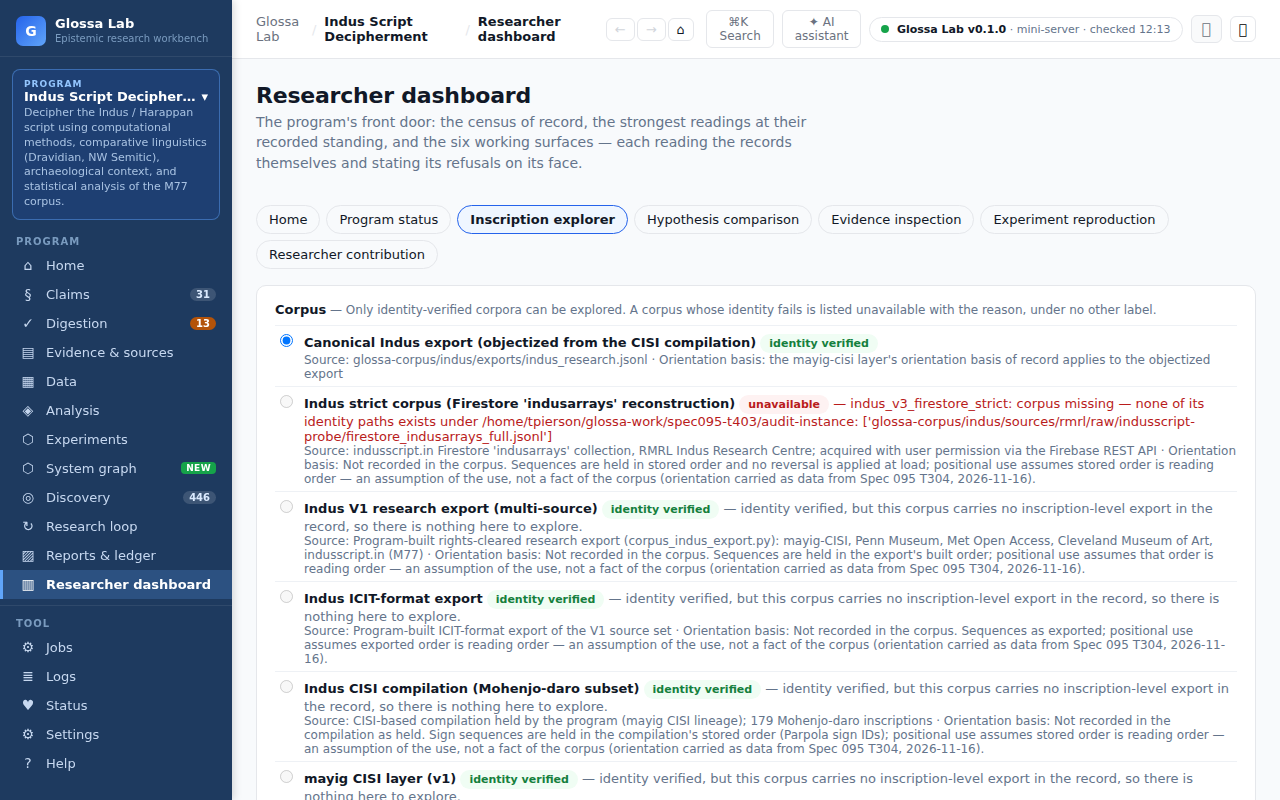 G
Glossa Lab
Epistemic research workbench
PROGRAM
Indus Script Decipher... ▾
Decipher the Indus / Harappan
script using computational
methods, comparative linguistics
(Dravidian, NW Semitic),
archaeological context, and
statistical analysis of the M77
corpus.
PROGRAM
⌂ Home
§ Claims 31
✓ Digestion 13
▤ Evidence & sources
▦ Data
◈ Analysis
⬡ Experiments
⬡ System graph NEW
◎ Discovery 446
↻ Research loop
▨ Reports & ledger
▥ Researcher dashboard
TOOL
⚙ Jobs
≣ Logs
♥ Status
⚙ Settings
? Help
Glossa Lab / Indus Script Decipherment / Researcher dashboard
← → ⌂
⌘K Search
✦ AI assistant
Glossa Lab v0.1.0 · mini-server · checked 12:13
Researcher dashboard
The program's front door: the census of record, the strongest readings at their
recorded standing, and the six working surfaces — each reading the records
themselves and stating its refusals on its face.
Home Program status Inscription explorer Hypothesis comparison Evidence inspection Experiment reproduction
Researcher contribution
Corpus — Only identity-verified corpora can be explored. A corpus whose identity fails is listed unavailable with the reason, under no other label.
Canonical Indus export (objectized from the CISI compilation) identity verified
Source: glossa-corpus/indus/exports/indus_research.jsonl · Orientation basis: the mayig-cisi layer's orientation basis of record applies to the objectized
export
Indus strict corpus (Firestore 'indusarrays' reconstruction) unavailable — indus_v3_firestore_strict: corpus missing — none of its
identity paths exists under /home/tpierson/glossa-work/spec095-t403/audit-instance: ['glossa-corpus/indus/sources/rmrl/raw/indusscript-
probe/firestore_indusarrays_full.jsonl']
Source: indusscript.in Firestore 'indusarrays' collection, RMRL Indus Research Centre; acquired with user permission via the Firebase REST API · Orientation
basis: Not recorded in the corpus. Sequences are held in stored order and no reversal is applied at load; positional use assumes stored order is reading
order — an assumption of the use, not a fact of the corpus (orientation carried as data from Spec 095 T304, 2026-11-16).
Indus V1 research export (multi-source) identity verified — identity verified, but this corpus carries no inscription-level export in the
record, so there is nothing here to explore.
Source: Program-built rights-cleared research export (corpus_indus_export.py): mayig-CISI, Penn Museum, Met Open Access, Cleveland Museum of Art,
indusscript.in (M77) · Orientation basis: Not recorded in the corpus. Sequences are held in the export's built order; positional use assumes that order is
reading order — an assumption of the use, not a fact of the corpus (orientation carried as data from Spec 095 T304, 2026-11-16).
Indus ICIT-format export identity verified — identity verified, but this corpus carries no inscription-level export in the record, so there is
nothing here to explore.
Source: Program-built ICIT-format export of the V1 source set · Orientation basis: Not recorded in the corpus. Sequences as exported; positional use
assumes exported order is reading order — an assumption of the use, not a fact of the corpus (orientation carried as data from Spec 095 T304, 2026-11-
16).
Indus CISI compilation (Mohenjo-daro subset) identity verified — identity verified, but this corpus carries no inscription-level export in
the record, so there is nothing here to explore.
Source: CISI-based compilation held by the program (mayig CISI lineage); 179 Mohenjo-daro inscriptions · Orientation basis: Not recorded in the
compilation as held. Sign sequences are held in the compilation's stored order (Parpola sign IDs); positional use assumes stored order is reading order —
an assumption of the use, not a fact of the corpus (orientation carried as data from Spec 095 T304, 2026-11-16).
mayig CISI layer (v1) identity verified — identity verified, but this corpus carries no inscription-level export in the record, so there is
nothing here to explore.